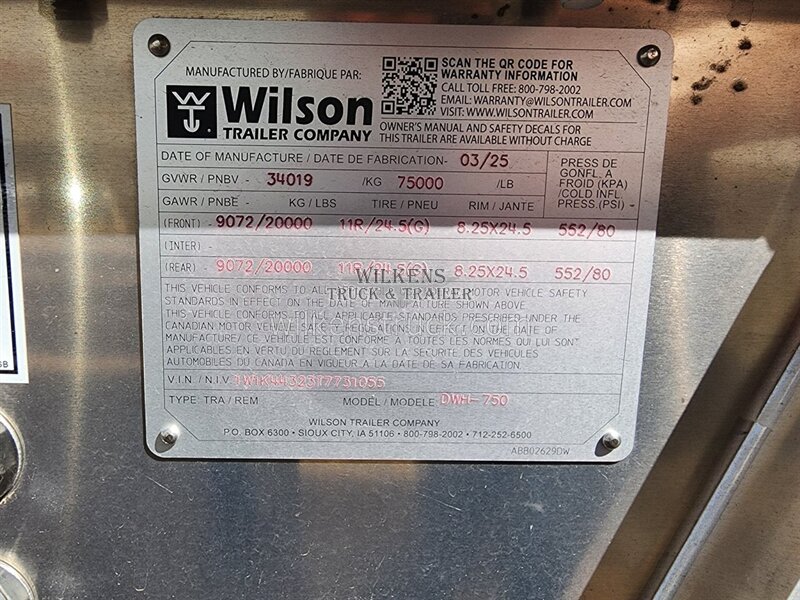 MANUFACTURED BY/FABRIQUE PAR:
Wilson
TRAILER COMPANY
SCAN THE QR CODE FOR
WARRANTY INFORMATION
CALL TOLL FREE: 800-798-2002
EMAIL: WARRANTY@WILSONTRAILER.COM
VISIT: WWW.WILSONTRAILER.COM
OWNER'S MANUAL AND SAFETY DECALS FOR
THIS TRAILER ARE AVAILABLE WITHOUT CHARGE
DATE OF MANUFACTURE / DATE DE FABRICATION- 03/25
GVWR / PNBV - 34019 /KG 75000 /LB
PRESS DE
GONFL. A
FROID (KPA)
/COLD INFL.
PRESS.(PSI) -
GAWR / PNBE - KG / LBS TIRE / PNEU RIM / JANTE
(FRONT) - 9072/20000 11R/24.5(G) 8.25X24.5 552/80
(INTER) -
(REAR) - 9072/20000 11R/24.5(G) 8.25X24.5 552/80
WILKENS
TRUCK & TRAILER
THIS VEHICLE CONFORMS TO ALL MOTOR VEHICLE SAFETY
STANDARDS IN EFFECT ON THE DATE OF MANUFACTURE SHOWN ABOVE.
THIS VEHICLE CONFORMS TO ALL APPLICABLE STANDARDS PRESCRIBED UNDER THE
CANADIAN MOTOR VEHICLE SAFETY REGULATIONS IN EFFECT ON THE DATE OF
MANUFACTURE/ CE VÉHICULE EST CONFORME À TOUTES LES NORMES QUI LUI SONT
APPLICABLES EN VERTU DU REGLEMENT SUR LA SÉCURITÉ DES VEHICULES
AUTOMOBILES DU CANADA EN VIGUEUR A LA DATE DE SA FABRICATION.
V.I.N. / N.I.V.
TYPE: TRA / REM MODEL / MODELE: DWH-750
WILSON TRAILER COMPANY
P.O. BOX 6300 • SIOUX CITY, IA 51106 • 800-798-2002 • 712-252-6500
ABB02629DW